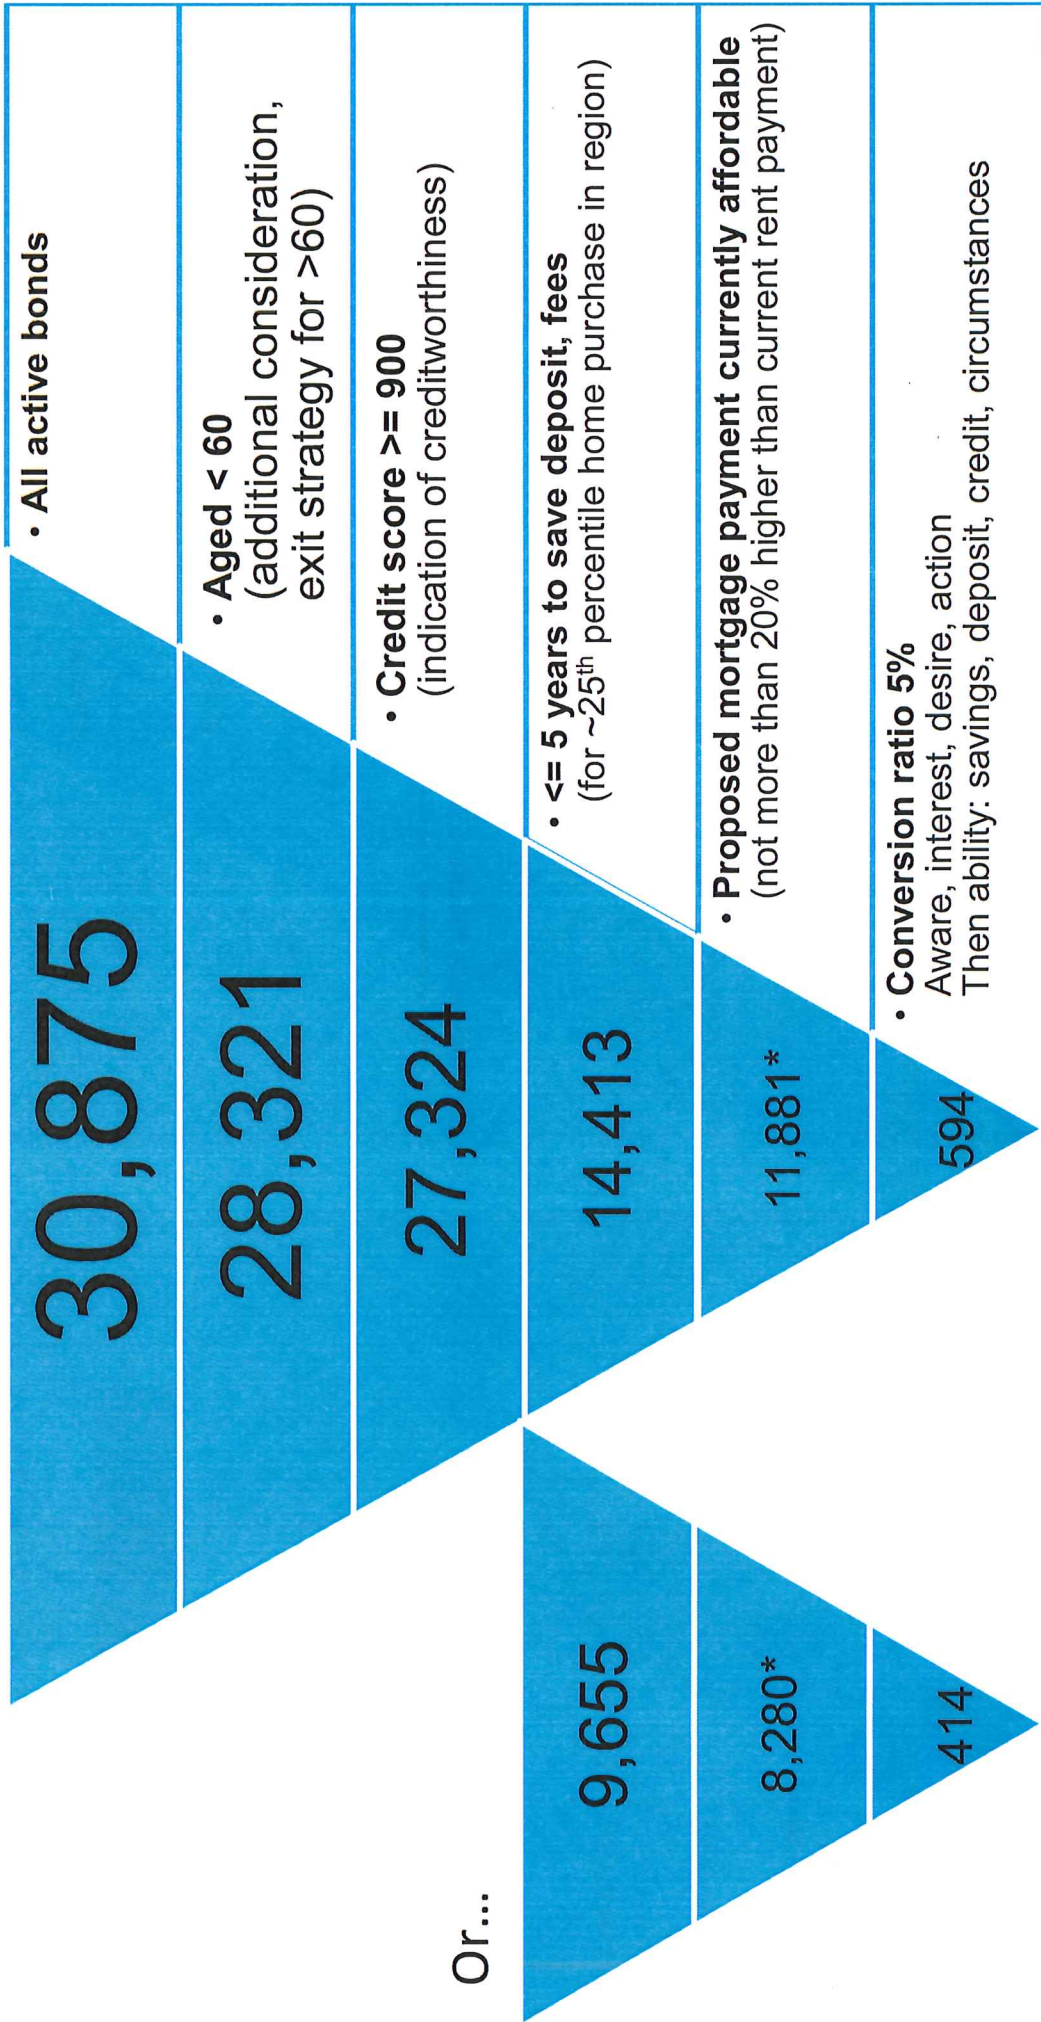 30,875
• All active bonds
28,321
• Aged < 60
(additional consideration,
exit strategy for >60)
27,324
• Credit score >= 900
(indication of creditworthiness)
Or...
9,655
14,413
• <= 5 years to save deposit, fees
(for ~25th percentile home purchase in region)
8,280*
11,881*
• Proposed mortgage payment currently affordable
(not more than 20% higher than current rent payment)
414
594
• Conversion ratio 5%
Aware, interest, desire, action
Then ability: savings, deposit, credit, circumstances